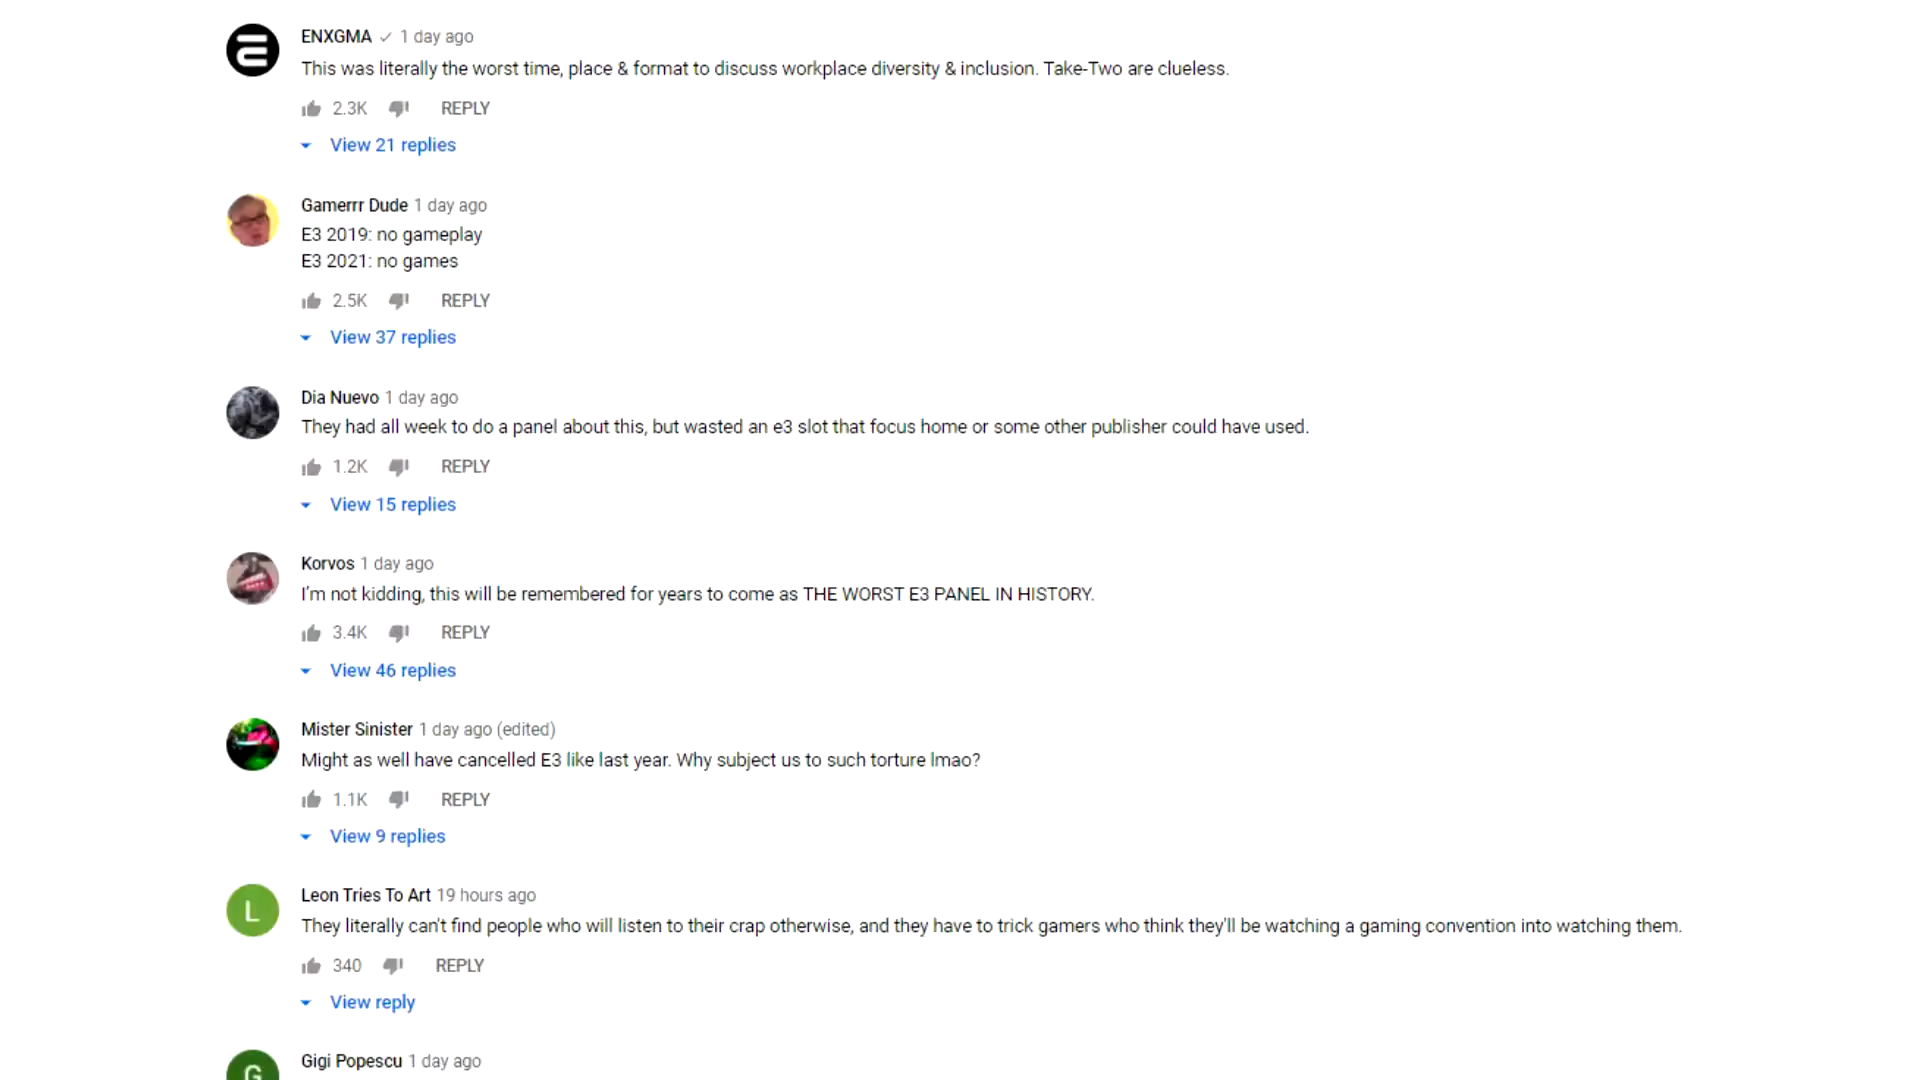 ENXGMA 1 day ago
This was literally the worst time, place & format to discuss workplace diversity & inclusion. Take-Two are clueless.
2.3K REPLY
View 21 replies
Gamerrr Dude 1 day ago
E3 2019: no gameplay
E3 2021: no games
2.5K REPLY
View 37 replies
Dia Nuevo 1 day ago
They had all week to do a panel about this, but wasted an e3 slot that focus home or some other publisher could have used.
1.2K REPLY
View 15 replies
Korvos 1 day ago
I'm not kidding, this will be remembered for years to come as THE WORST E3 PANEL IN HISTORY.
3.4K REPLY
View 46 replies
Mister Sinister 1 day ago (edited)
Might as well have cancelled E3 like last year. Why subject us to such torture lmao?
1.1K REPLY
View 9 replies
L
Leon Tries To Art 19 hours ago
They literally can't find people who will listen to their crap otherwise, and they have to trick gamers who think they'll be watching a gaming convention into watching them.
340 REPLY
View reply
G
Gigi Popescu 1 day ago